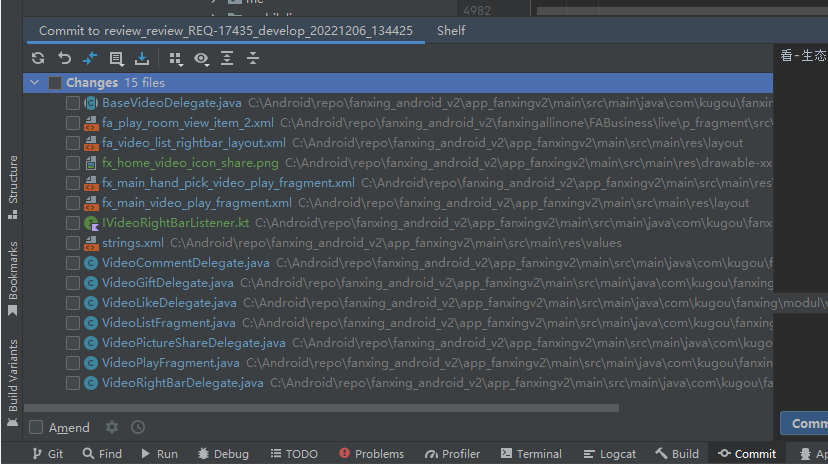 me
4982
Commit to review_review_REQ-17435_develop_20221206_134425 Shelf
看-生态
Changes 15 files
BaseVideoDelegate.java C:\Android\repo\fanxing_android_v2\app_fanxingv2\main\src\main\java\com\kugou\fanxin
fa_play_room_view_item_2.xml C:\Android\repo\fanxing_android_v2\fanxingallinone\FABusiness\live\p_fragment\src\
fa_video_list_rightbar_layout.xml C:\Android\repo\fanxing_android_v2\app_fanxingv2\main\src\main\res\layout
fx_home_video_icon_share.png C:\Android\repo\fanxing_android_v2\app_fanxingv2\main\src\main\res\drawable-xx
fx_main_hand_pick_video_play_fragment.xml C:\Android\repo\fanxing_android_v2\app_fanxingv2\main\src\main\res\
fx_main_video_play_fragment.xml C:\Android\repo\fanxing_android_v2\app_fanxingv2\main\src\main\res\layout
IVideoRightBarListener.kt C:\Android\repo\fanxing_android_v2\app_fanxingv2\main\src\main\java\com\kugou\fanx
strings.xml C:\Android\repo\fanxing_android_v2\app_fanxingv2\main\src\main\res\values
VideoCommentDelegate.java C:\Android\repo\fanxing_android_v2\app_fanxingv2\main\src\main\java\com\kugou\fa
VideoGiftDelegate.java C:\Android\repo\fanxing_android_v2\app_fanxingv2\main\src\main\java\com\kugou\fanxing
VideoLikeDelegate.java C:\Android\repo\fanxing_android_v2\app_fanxingv2\main\src\main\java\com\kugou\fanxing\modul\
VideoListFragment.java C:\Android\repo\fanxing_android_v2\app_fanxingv2\main\src\main\java\com\kugou\fanxing
VideoPictureShareDelegate.java C:\Android\repo\fanxing_android_v2\app_fanxingv2\main\src\main\java\com\kugou
VideoPlayFragment.java C:\Android\repo\fanxing_android_v2\app_fanxingv2\main\src\main\java\com\kugou\fanxing
VideoRightBarDelegate.java C:\Android\repo\fanxing_android_v2\app_fanxingv2\main\src\main\java\com\kugou\fa
Structure
Bookmarks
Build Variants
Amend
Comm
Git Find Run Debug TODO Problems Profiler Terminal Logcat Build Commit Ap